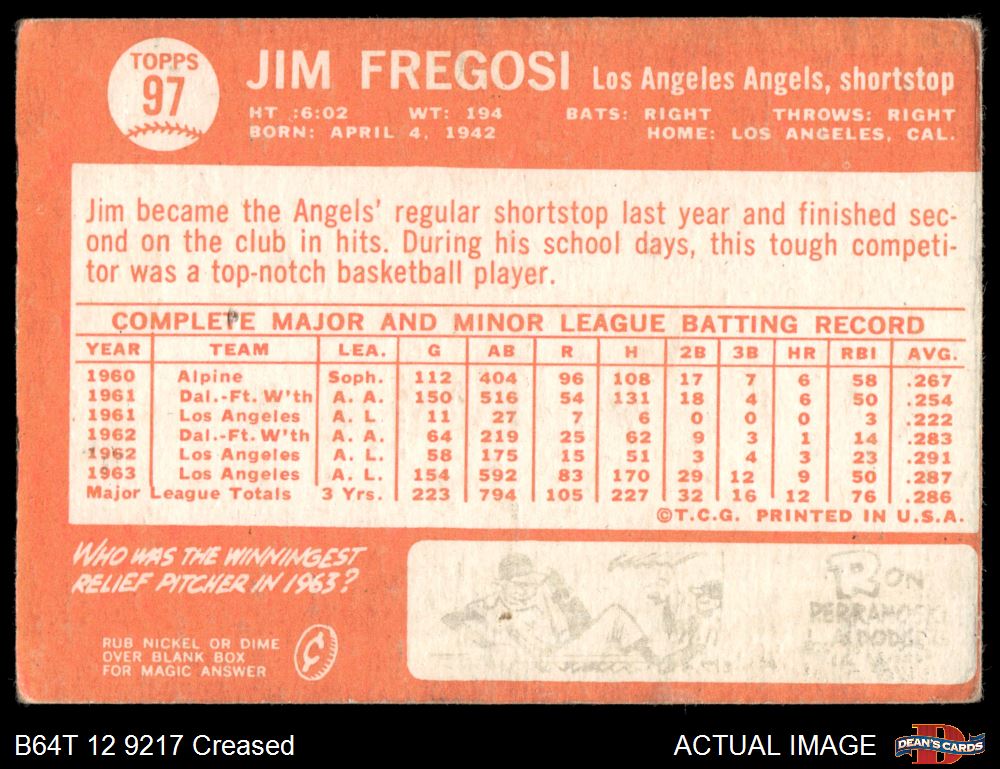 TOPPS
97
JIM FREGOSI Los Angeles Angels, shortstop
HT :6:02 WT: 194 BATS: RIGHT THROWS: RIGHT
BORN: APRIL 4, 1942 HOME: LOS ANGELES, CAL.
Jim became the Angels' regular shortstop last year and finished sec-
ond on the club in hits. During his school days, this tough competi-
tor was a top-notch basketball player.
COMPLETE MAJOR AND MINOR LEAGUE BATTING RECORD
YEAR TEAM LEA. G AB R H 2B 3B HR RBI AVG.
1960 Alpine Soph. 112 404 96 108 17 7 6 58 .267
1961 Dal.-Ft. W'th A. A. 150 516 54 131 18 4 6 50 .254
1961 Los Angeles A. L. 11 27 7 6 0 0 0 3 .222
1962 Dal.-Ft. W'th A. A. 64 219 25 62 9 3 1 14 .283
1962 Los Angeles A. L. 58 175 15 51 3 4 3 23 .291
1963 Los Angeles A. L. 154 592 83 170 29 12 9 50 .287
Major League Totals 3 Yrs. 223 794 105 227 32 16 12 76 .286
©T.C.G. PRINTED IN U.S.A.
WHO WAS THE WINNINGEST
RELIEF PITCHER IN 1963?
RUB NICKEL OR DIME
OVER BLANK BOX
FOR MAGIC ANSWER
¢
RON
B64T 12 9217 Creased
ACTUAL IMAGE
DEAN'S CARDS